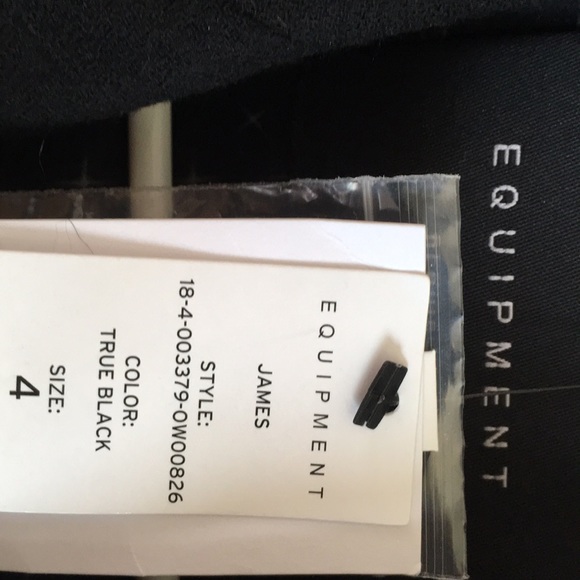 EQUIPMENT
EQUIPMENT
JAMES
STYLE:
18-4-003379-0W00826
COLOR:
TRUE BLACK
SIZE:
4